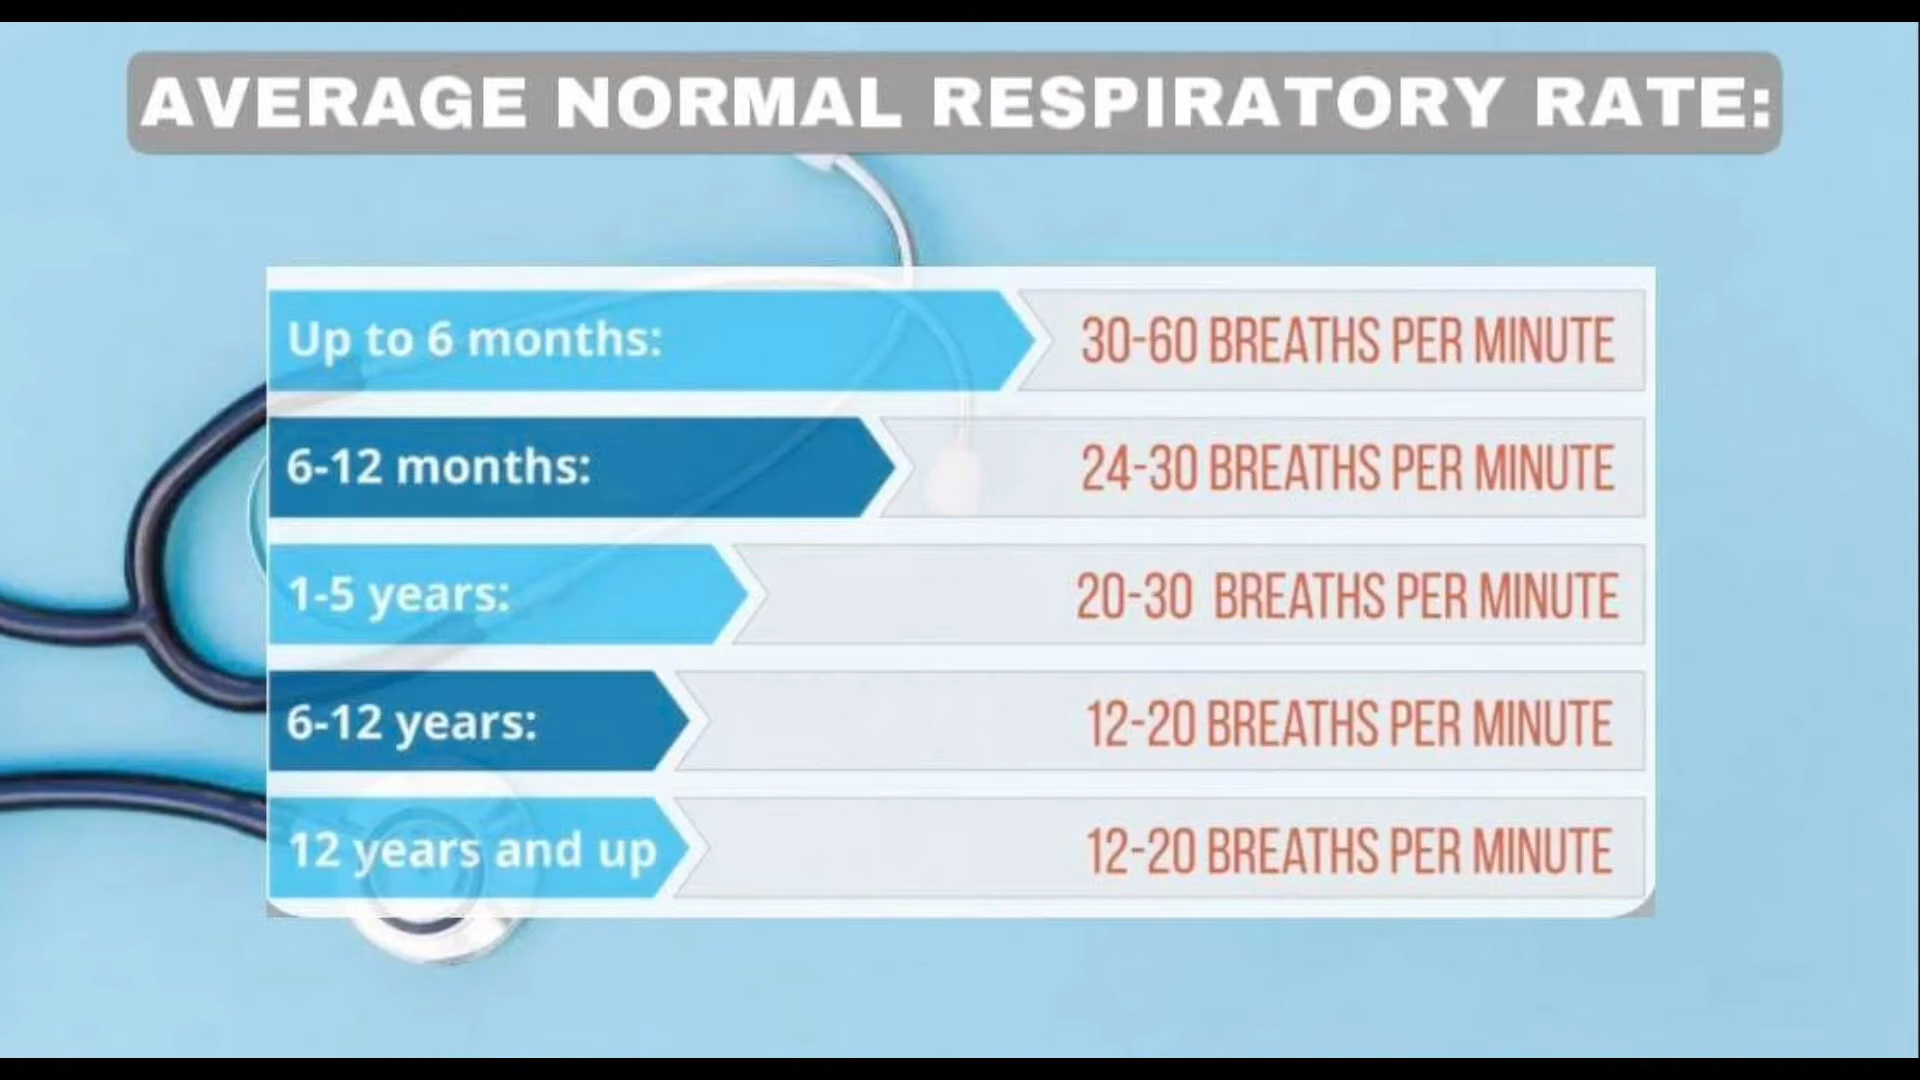 AVERAGE NORMAL RESPIRATORY RATE:
Up to 6 months: 30-60 BREATHS PER MINUTE
6-12 months: 24-30 BREATHS PER MINUTE
1-5 years: 20-30 BREATHS PER MINUTE
6-12 years: 12-20 BREATHS PER MINUTE
12 years and up 12-20 BREATHS PER MINUTE